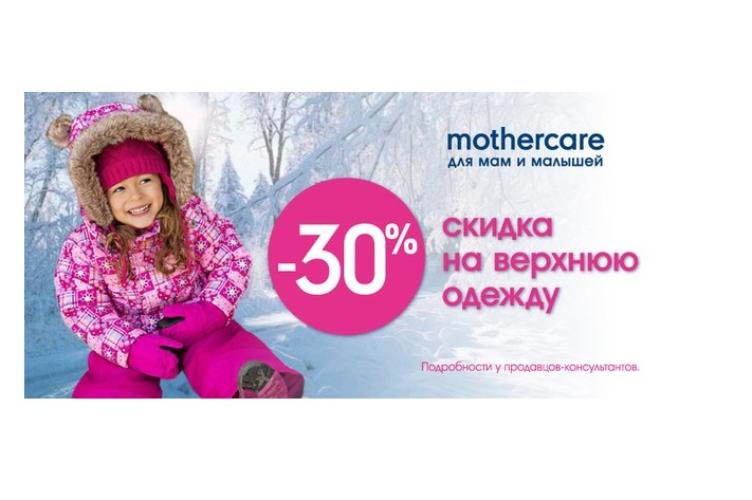 mothercare
для мам и малышей
-30%
скидка
на верхнюю
одежду
Подробности у продавцов-консультантов.